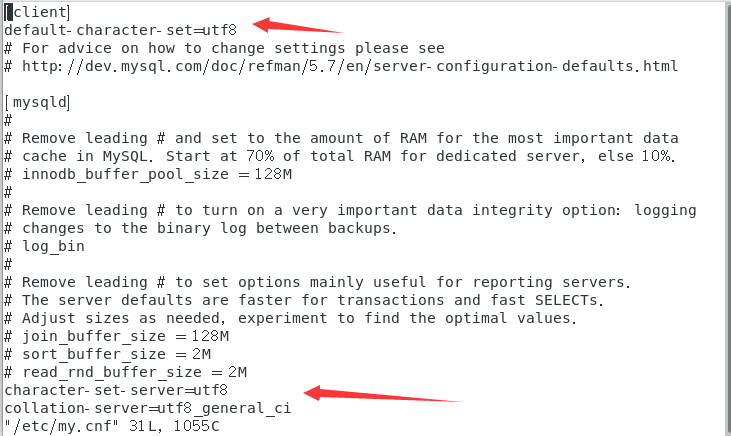 [client]
default-character-set=utf8
# For advice on how to change settings please see
# http://dev.mysql.com/doc/refman/5.7/en/server-configuration-defaults.html
[mysqld]
#
# Remove leading # and set to the amount of RAM for the most important data
# cache in MySQL. Start at 70% of total RAM for dedicated server, else 10%.
# innodb_buffer_pool_size = 128M
#
# Remove leading # to turn on a very important data integrity option: logging
# changes to the binary log between backups.
# log_bin
#
# Remove leading # to set options mainly useful for reporting servers.
# The server defaults are faster for transactions and fast SELECTs.
# Adjust sizes as needed, experiment to find the optimal values.
# join_buffer_size = 128M
# sort_buffer_size = 2M
# read_rnd_buffer_size = 2M
character-set-server=utf8
collation-server=utf8_general_ci
"/etc/my.cnf" 31L, 1055C